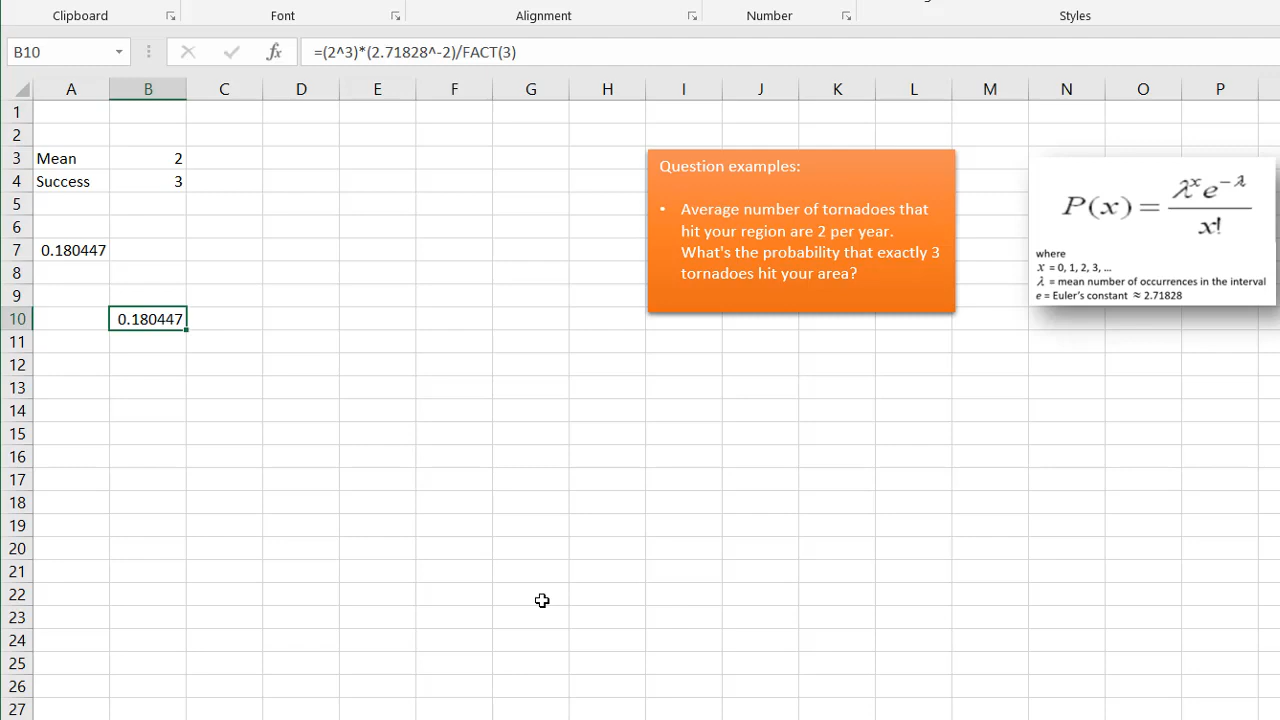 Clipboard
Font
Alignment
Number
Styles
B10
fx
=(2^3)*(2.71828^-2)/FACT(3)
A B C D E F G H I J K L M N O P
1
2
3 Mean 2
4 Success 3
5
6
7 0.180447
8
9
10 0.180447
11
12
13
14
15
16
17
18
19
20
21
22
23
24
25
26
27
Question examples:
• Average number of tornadoes that
hit your region are 2 per year.
What's the probability that exactly 3
tornadoes hit your area?
P(x) = λ^x e^−λ / x!
where
x = 0, 1, 2, 3, ...
λ = mean number of occurrences in the interval
e = Euler's constant ≈ 2.71828